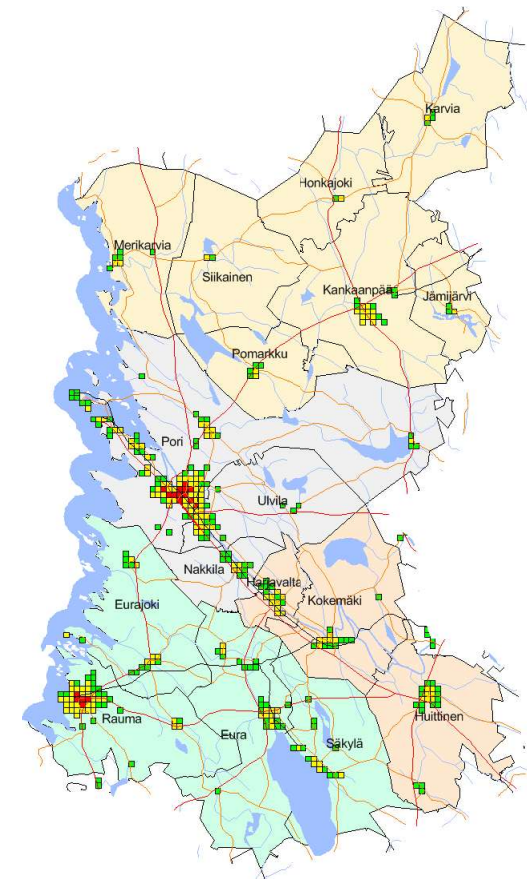 Karvia
Honkajoki
Merikarvia
Siikainen
Kankaanpää
Jämijärvi
Pomarkku
Pori
Ulvila
Nakkila
Harjavalta
Eurajoki
Kokemäki
Rauma
Huittinen
Eura
Säkylä